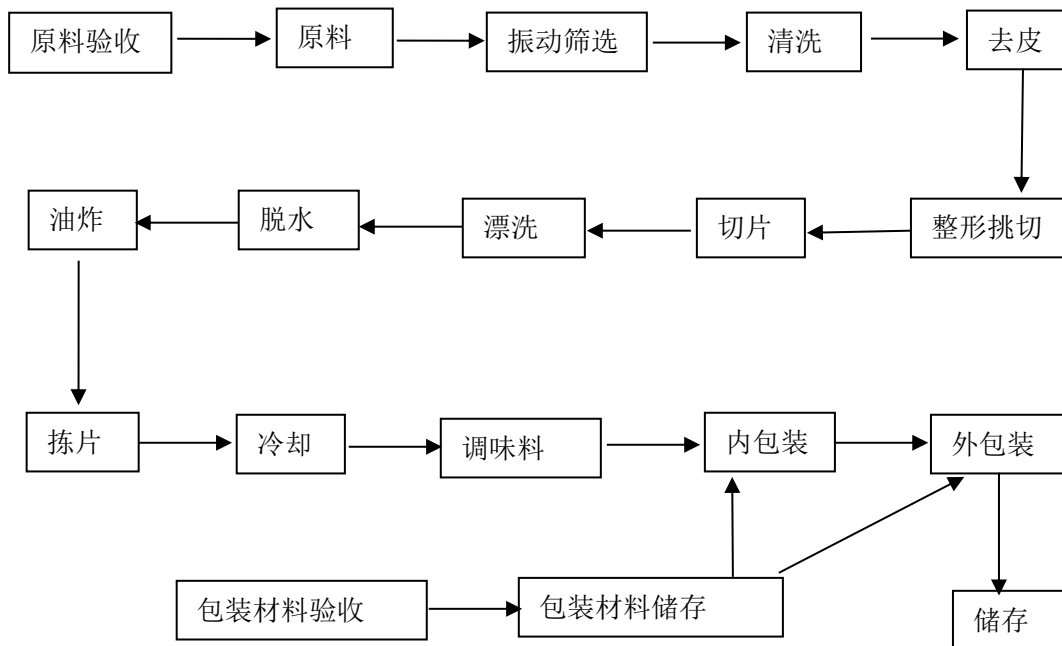 原料验收
原料
振动筛选
清洗
去皮
整形挑切
切片
漂洗
脱水
油炸
拣片
冷却
调味料
内包装
外包装
包装材料验收
包装材料储存
储存